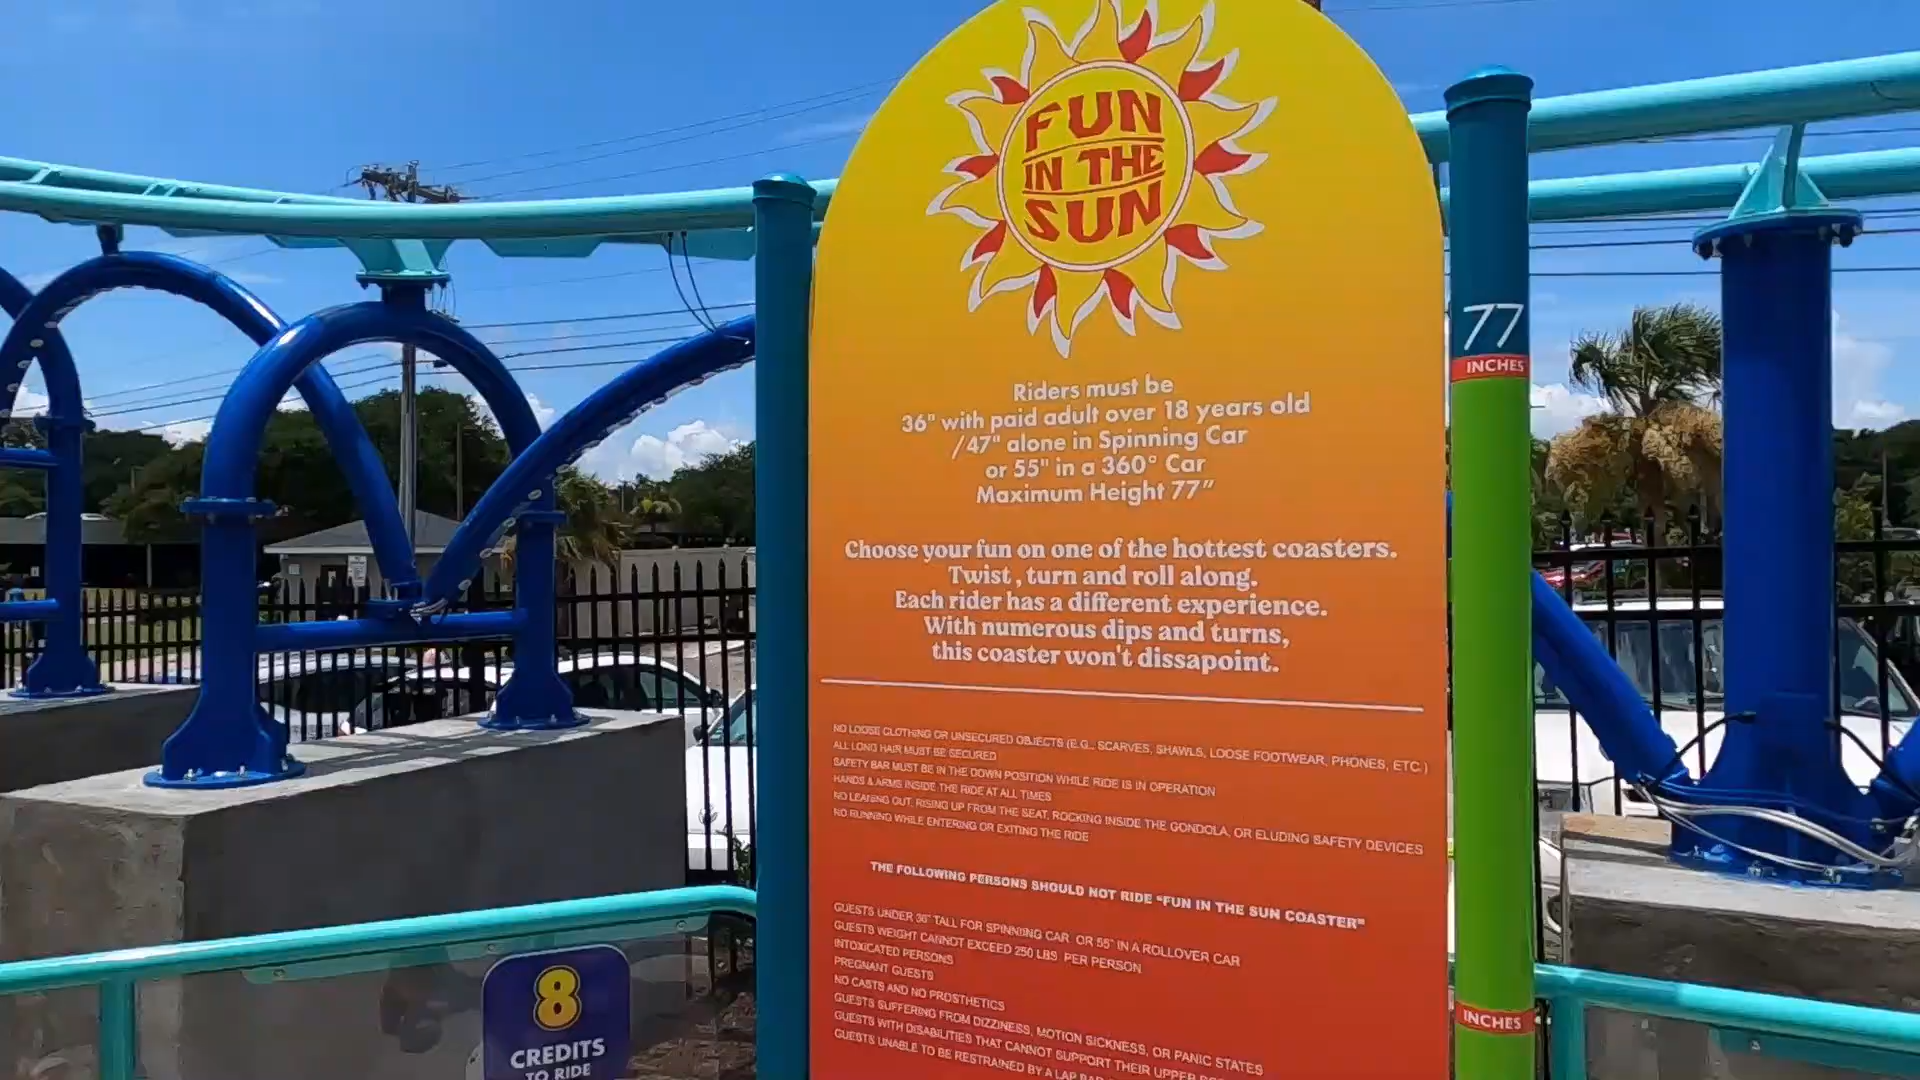 FUN
IN THE
SUN
Riders must be
36" with paid adult over 18 years old
/47" alone in Spinning Car
or 55" in a 360° Car
Maximum Height 77"
Choose your fun on one of the hottest coasters.
Twist , turn and roll along.
Each rider has a different experience.
With numerous dips and turns,
this coaster won't dissapoint.
NO LOOSE CLOTHING OR UNSECURED OBJECTS (E.G., SCARVES, SHAWLS, LOOSE FOOTWEAR, PHONES, ETC.)
ALL LONG HAIR MUST BE SECURED
SAFETY BAR MUST BE IN THE DOWN POSITION WHILE RIDE IS IN OPERATION
HANDS & ARMS INSIDE THE RIDE AT ALL TIMES
NO LEANING OUT, RISING UP FROM THE SEAT, ROCKING INSIDE THE GONDOLA, OR ELUDING SAFETY DEVICES
NO RUNNING WHILE ENTERING OR EXITING THE RIDE
THE FOLLOWING PERSONS SHOULD NOT RIDE "FUN IN THE SUN COASTER"
GUESTS UNDER 36" TALL FOR SPINNING CAR OR 55" IN A ROLLOVER CAR
GUESTS WEIGHT CANNOT EXCEED 250 LBS. PER PERSON
INTOXICATED PERSONS
PREGNANT GUESTS
NO CASTS AND NO PROSTHETICS
GUESTS SUFFERING FROM DIZZINESS, MOTION SICKNESS, OR PANIC STATES
GUESTS WITH DISABILITIES THAT CANNOT SUPPORT THEIR UPPER
GUESTS UNABLE TO BE RESTRAINED BY A LAP
77
INCHES
INCHES
8
CREDITS
TO RIDE